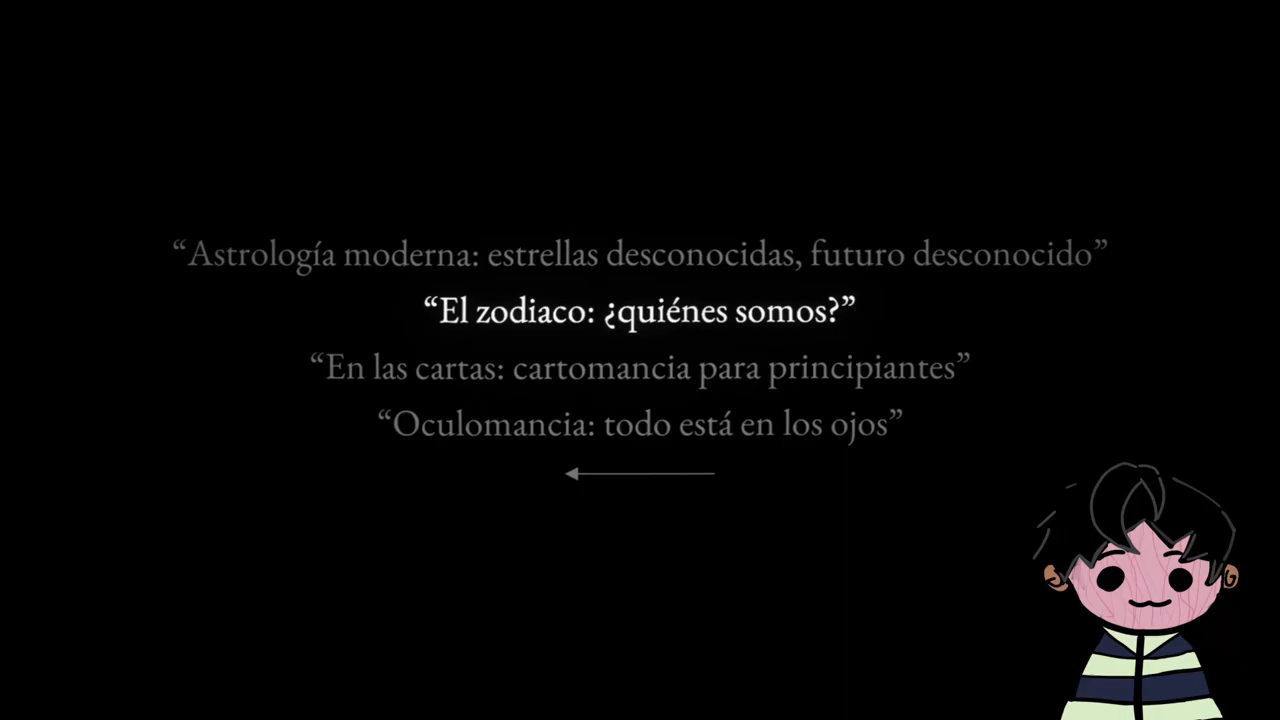 “Astrología moderna: estrellas desconocidas, futuro desconocido”
“El zodiaco: ¿quiénes somos?”
“En las cartas: cartomancia para principiantes”
“Oculomancia: todo está en los ojos”